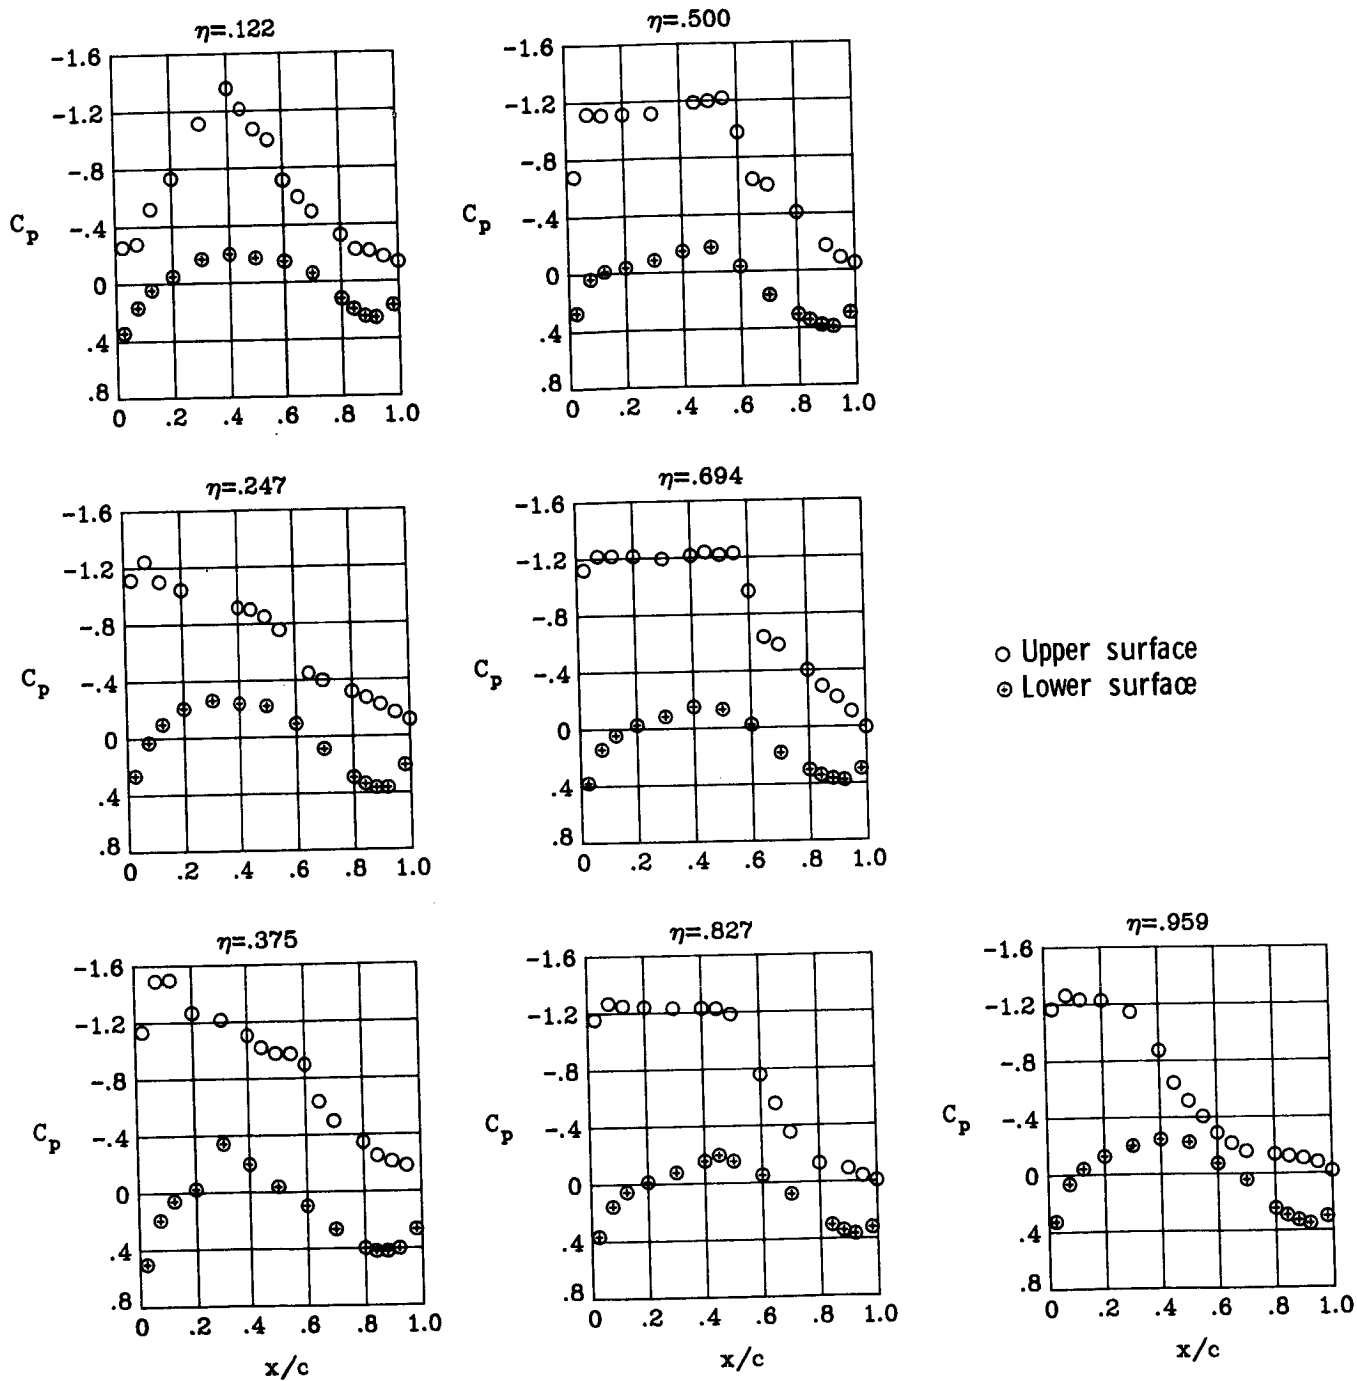 η=.122
-1.6
-1.2
-.8
-.4
0
.4
.8
C_p
0 .2 .4 .6 .8 1.0
η=.500
-1.6
-1.2
-.8
-.4
0
.4
.8
C_p
0 .2 .4 .6 .8 1.0
η=.247
-1.6
-1.2
-.8
-.4
0
.4
.8
C_p
0 .2 .4 .6 .8 1.0
η=.694
-1.6
-1.2
-.8
-.4
0
.4
.8
C_p
0 .2 .4 .6 .8 1.0
Upper surface
Lower surface
η=.375
-1.6
-1.2
-.8
-.4
0
.4
.8
C_p
0 .2 .4 .6 .8 1.0
x/c
η=.827
-1.6
-1.2
-.8
-.4
0
.4
.8
C_p
0 .2 .4 .6 .8 1.0
x/c
η=.959
-1.6
-1.2
-.8
-.4
0
.4
.8
C_p
0 .2 .4 .6 .8 1.0
x/c